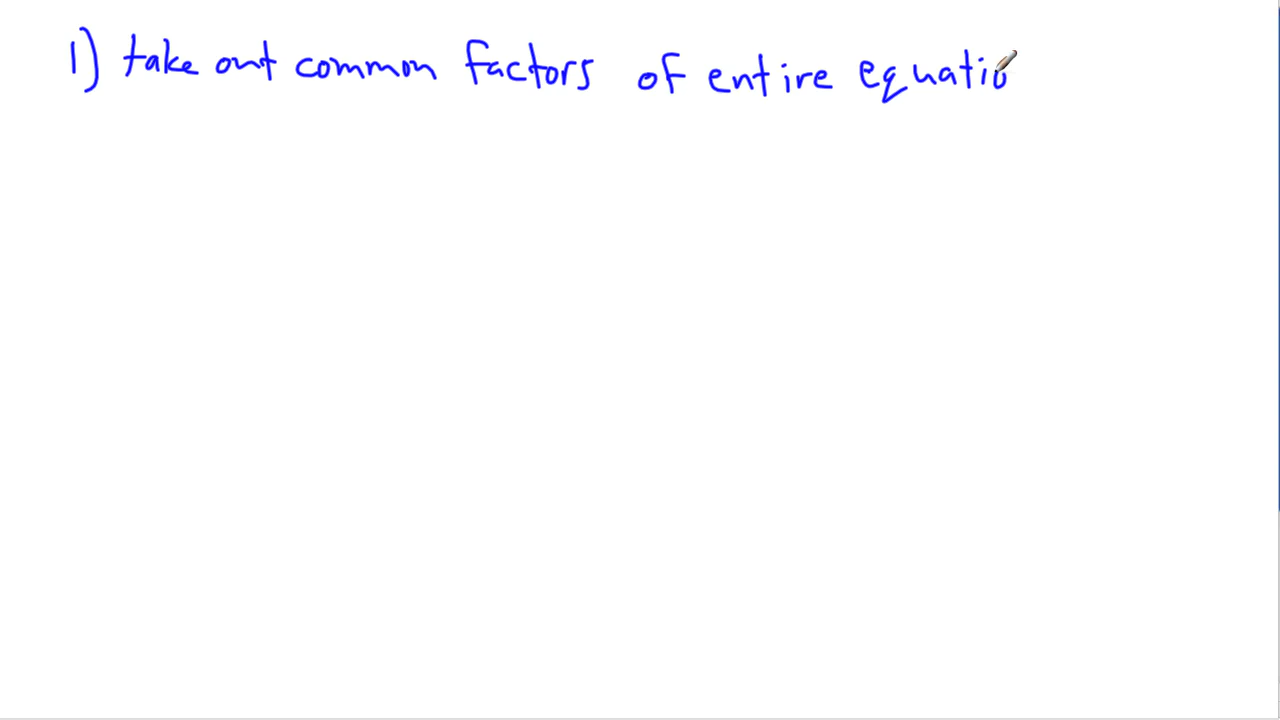 1) take out common factors of entire equatio